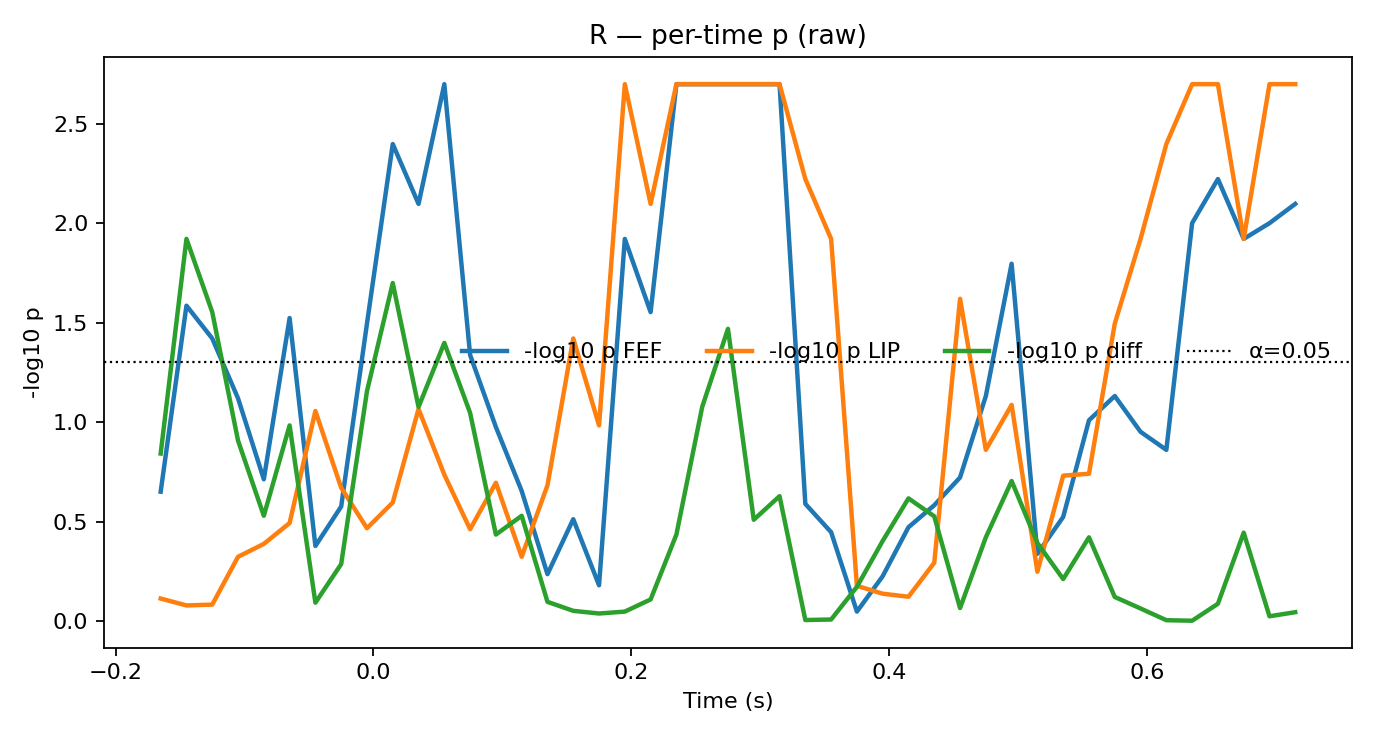 R — per-time p (raw)
-log10 p
2.5
2.0
1.5
1.0
0.5
0.0
-log10 p FEF
-log10 p LIP
-log10 p diff
α=0.05
−0.2
0.0
0.2
0.4
0.6
Time (s)